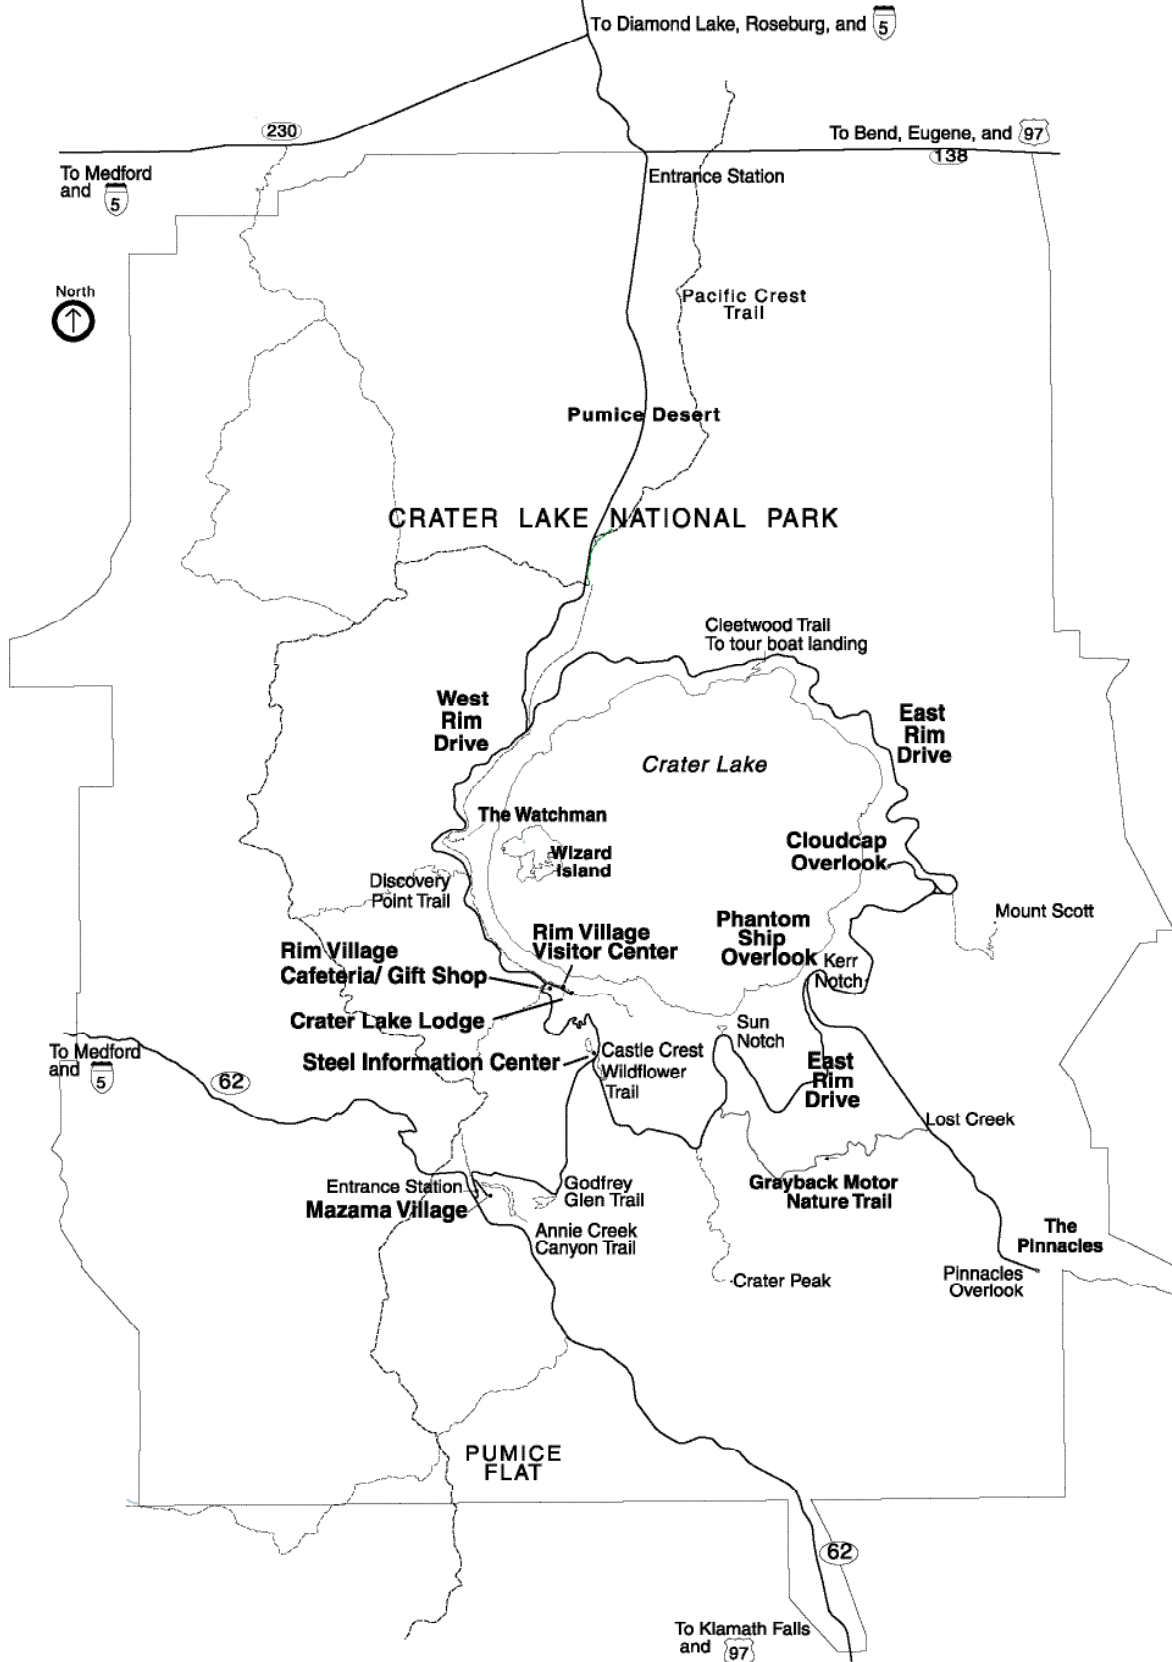 To Diamond Lake, Roseburg, and 5
230
To Bend, Eugene, and 97
138
To Medford
and 5
Entrance Station
North
Pacific Crest
Trail
Pumice Desert
CRATER LAKE NATIONAL PARK
Cleetwood Trail
To tour boat landing
West
Rim
Drive
East
Rim
Drive
Crater Lake
The Watchman
Wizard
Island
Cloudcap
Overlook
Discovery
Point Trail
Mount Scott
Phantom
Ship
Overlook
Kerr
Notch
Rim Village
Visitor Center
Rim Village
Cafeteria/ Gift Shop
Crater Lake Lodge
Sun
Notch
To Medford
and 5
62
Steel Information Center
Castle Crest
Wildflower
Trail
East
Rim
Drive
Lost Creek
Entrance Station
Mazama Village
Godfrey
Glen Trail
Grayback Motor
Nature Trail
Annie Creek
Canyon Trail
The
Pinnacles
Crater Peak
Pinnacles
Overlook
PUMICE
FLAT
62
To Klamath Falls
and 97